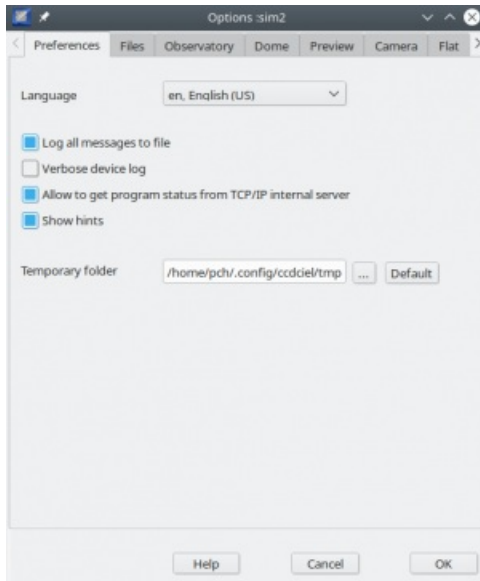 Options :sim2
Preferences Files Observatory Dome Preview Camera Flat
Language en, English (US)
Log all messages to file
Verbose device log
Allow to get program status from TCP/IP internal server
Show hints
Temporary folder /home/pch/.config/ccdciel/tmp ... Default
Help Cancel OK